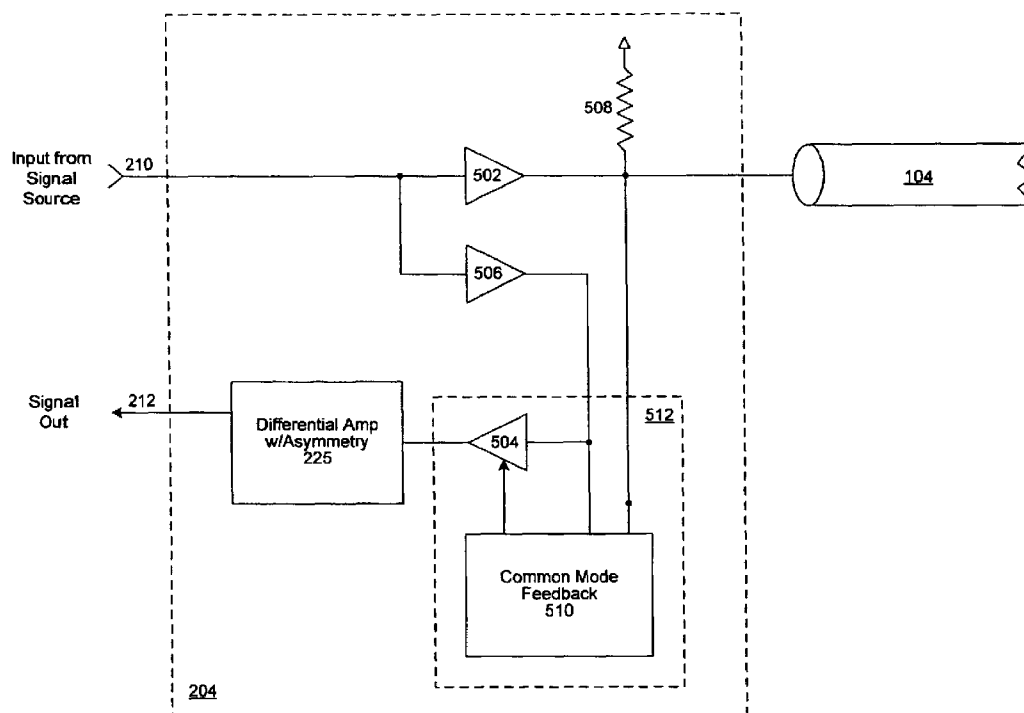 508
Input from
Signal
Source
210
502
104
506
Signal
Out
212
Differential Amp
w/Asymmetry
225
504
512
Common Mode
Feedback
510
204